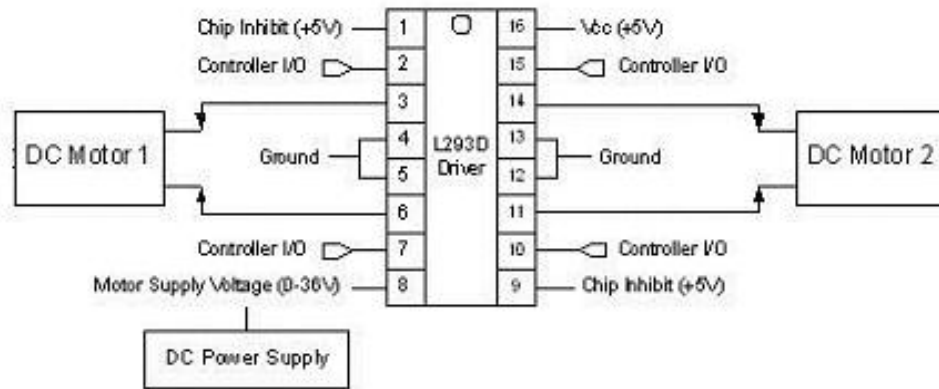 Chip Inhibit (+5V) 1 16 Vcc (+5V)
Controller I/O 2 15 Controller I/O
3 14
DC Motor 1 4 13 DC Motor 2
Ground L293D Ground
Driver
5 12
6 11
Controller I/O 7 10 Controller I/O
Motor Supply Voltage (0-36V) 8 9 Chip Inhibit (+5V)
DC Power Supply